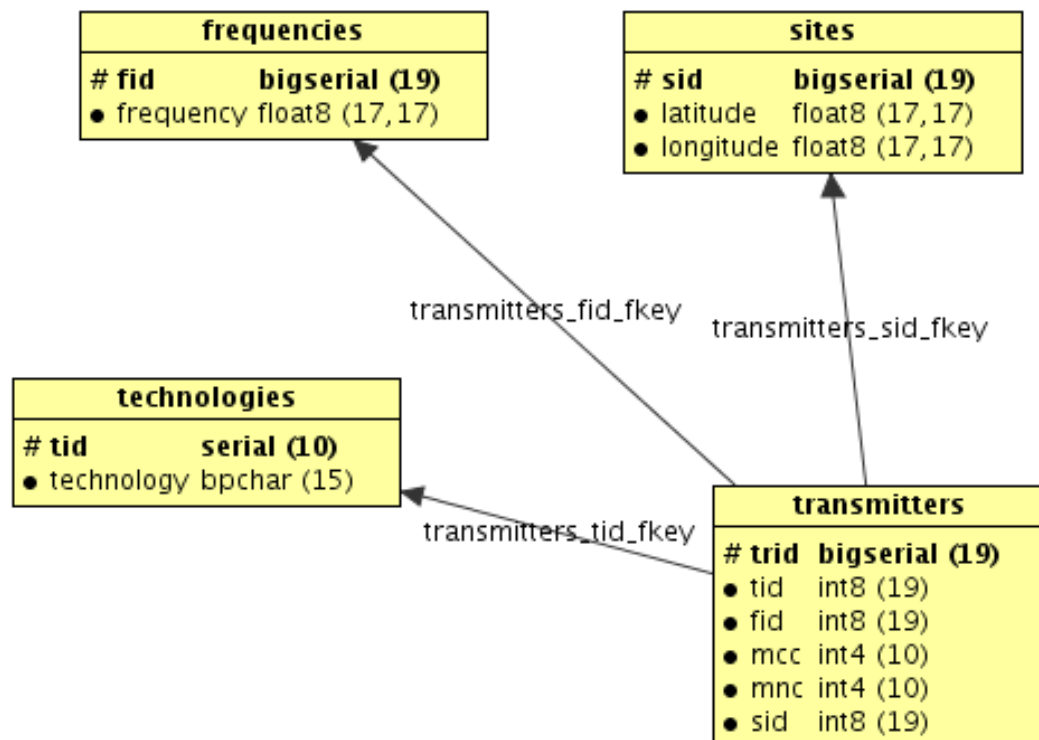 frequencies
# fid bigserial (19)
● frequency float8 (17,17)
sites
# sid bigserial (19)
● latitude float8 (17,17)
● longitude float8 (17,17)
transmitters_fid_fkey
transmitters_sid_fkey
technologies
# tid serial (10)
● technology bpchar (15)
transmitters_tid_fkey
transmitters
# trid bigserial (19)
● tid int8 (19)
● fid int8 (19)
● mcc int4 (10)
● mnc int4 (10)
● sid int8 (19)